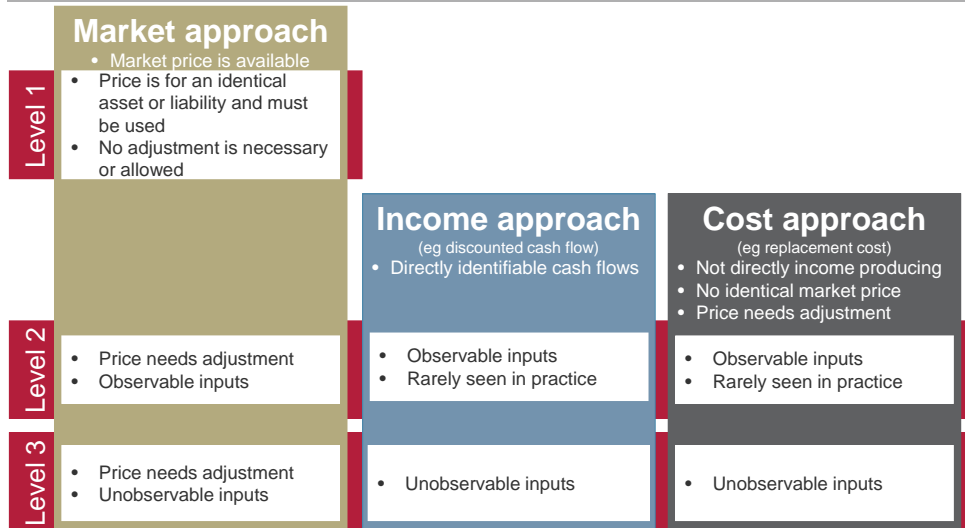 Market approach
• Market price is available
Level 1
• Price is for an identical
asset or liability and must
be used
• No adjustment is necessary
or allowed
Income approach
(eg discounted cash flow)
• Directly identifiable cash flows
Cost approach
(eg replacement cost)
• Not directly income producing
• No identical market price
• Price needs adjustment
Level 2
• Price needs adjustment
• Observable inputs
• Observable inputs
• Rarely seen in practice
• Observable inputs
• Rarely seen in practice
Level 3
• Price needs adjustment
• Unobservable inputs
• Unobservable inputs
• Unobservable inputs